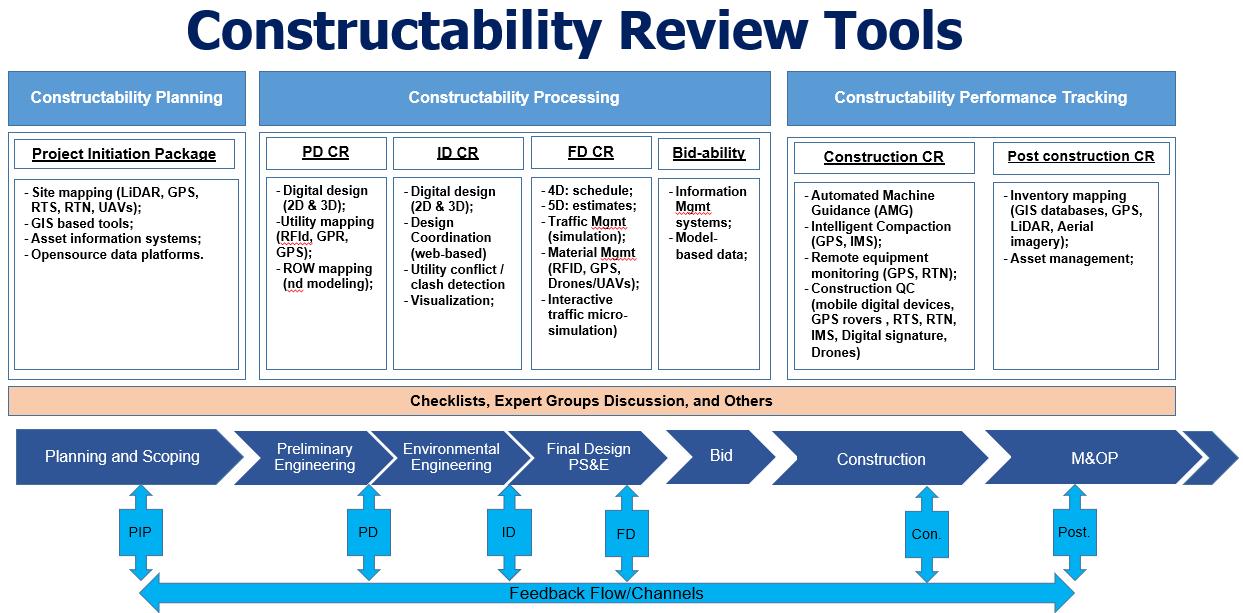 Constructability Review Tools
Constructability Planning
Constructability Processing
Constructability Performance Tracking
Project Initiation Package
- Site mapping (LiDAR, GPS,
RTS, RTN, UAVs);
- GIS based tools;
- Asset information systems;
- Opensource data platforms.
PD CR
- Digital design
(2D & 3D);
-Utility mapping
(RFId, GPR,
GPS);
- ROW mapping
(nd modeling);
ID CR
- Digital design
(2D & 3D);
- Design
Coordination
(web-based)
- Utility conflict /
clash detection
- Visualization;
FD CR
- 4D: schedule;
- 5D: estimates;
- Traffic Mgmt
(simulation);
- Material Mgmt
(RFID, GPS,
Drones/UAVs);
- Interactive
traffic micro-
simulation)
Bid-ability
- Information
Mgmt
systems;
- Model-
based data;
Construction CR
- Automated Machine
Guidance (AMG)
- Intelligent Compaction
(GPS, IMS);
- Remote equipment
monitoring (GPS, RTN);
- Construction QC
(mobile digital devices,
GPS rovers , RTS, RTN,
IMS, Digital signature,
Drones)
Post construction CR
- Inventory mapping
(GIS databases, GPS,
LiDAR, Aerial
imagery);
- Asset management;
Checklists, Expert Groups Discussion, and Others
Planning and Scoping
Preliminary
Engineering
Environmental
Engineering
Final Design
PS&E
Bid
Construction
M&OP
PIP
PD
ID
FD
Con.
Post.
Feedback Flow/Channels